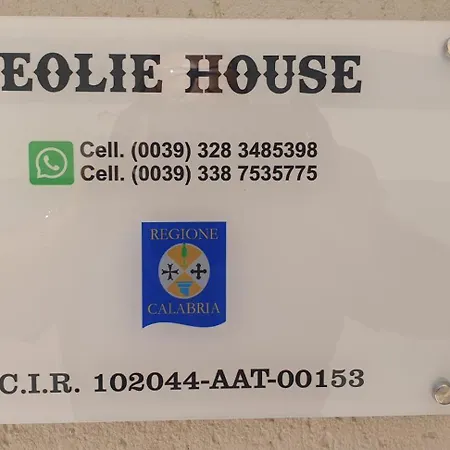 EOLIE HOUSE
Cell. (0039) 328 3485398
Cell. (0039) 338 7535775
REGIONE
CALABRIA
C.I.R. 102044-AAT-00153